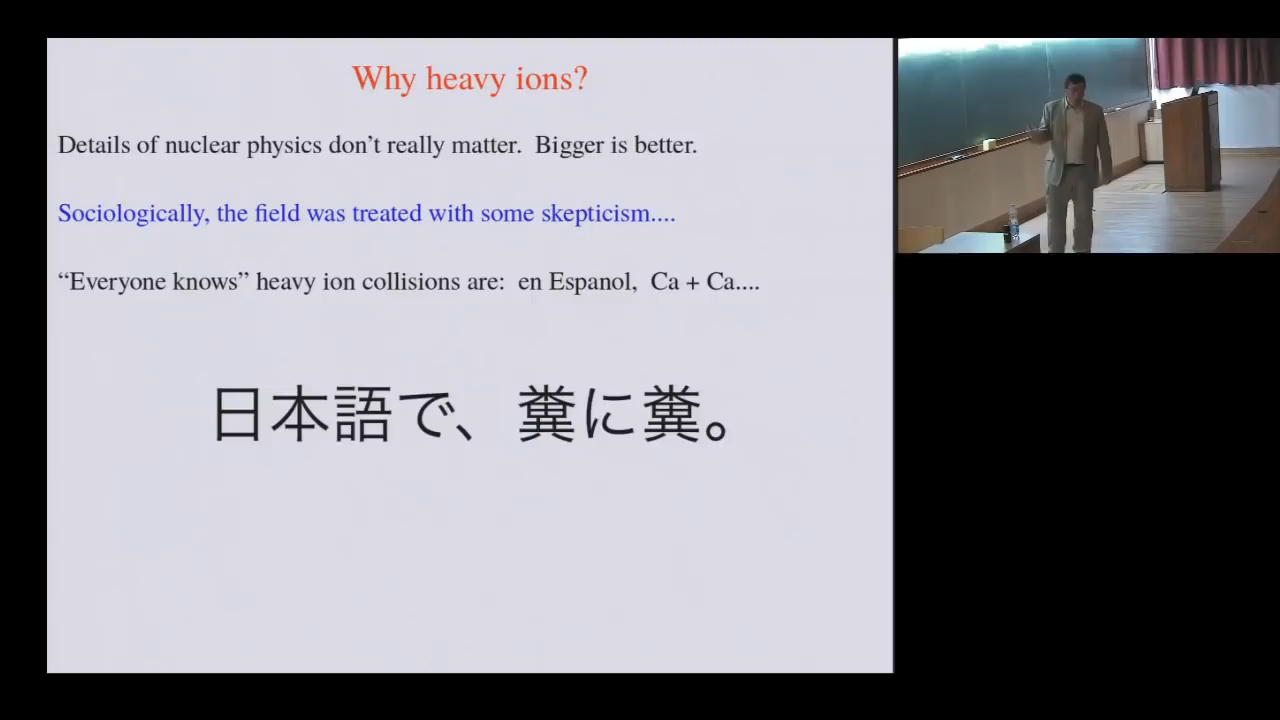 Why heavy ions?
Details of nuclear physics don’t really matter.  Bigger is better.
Sociologically, the field was treated with some skepticism....
“Everyone knows” heavy ion collisions are:  en Espanol,  Ca + Ca....
日本語で、糞に糞。